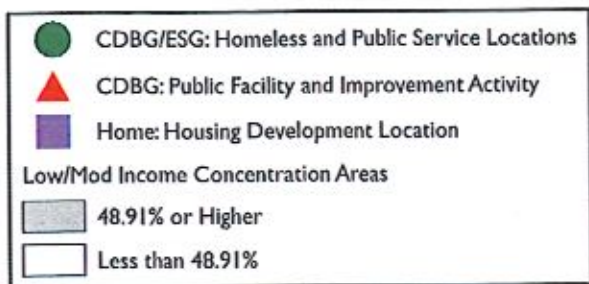 CDBG/ESG: Homeless and Public Service Locations
CDBG: Public Facility and Improvement Activity
Home: Housing Development Location
Low/Mod Income Concentration Areas
48.91% or Higher
Less than 48.91%